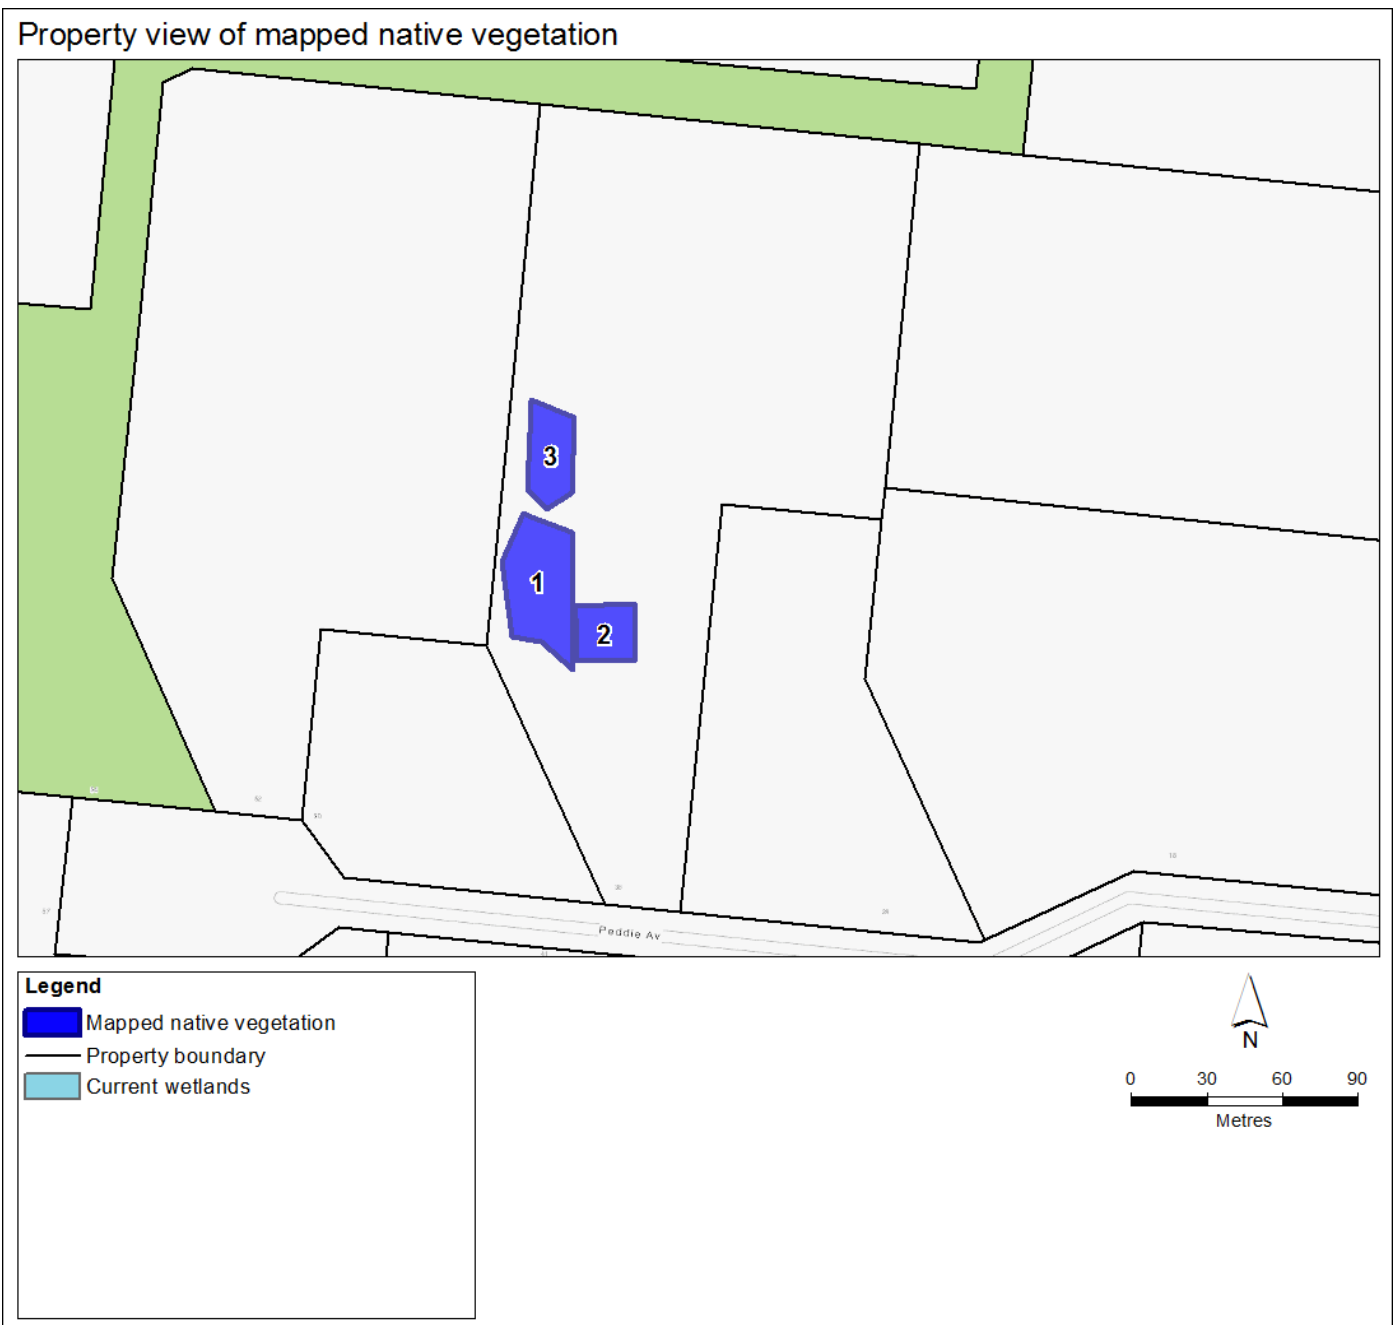 Property view of mapped native vegetation
3
1
2
18
Peddie Av
Legend
Mapped native vegetation
Property boundary
Current wetlands
N
0 30 60 90
Metres